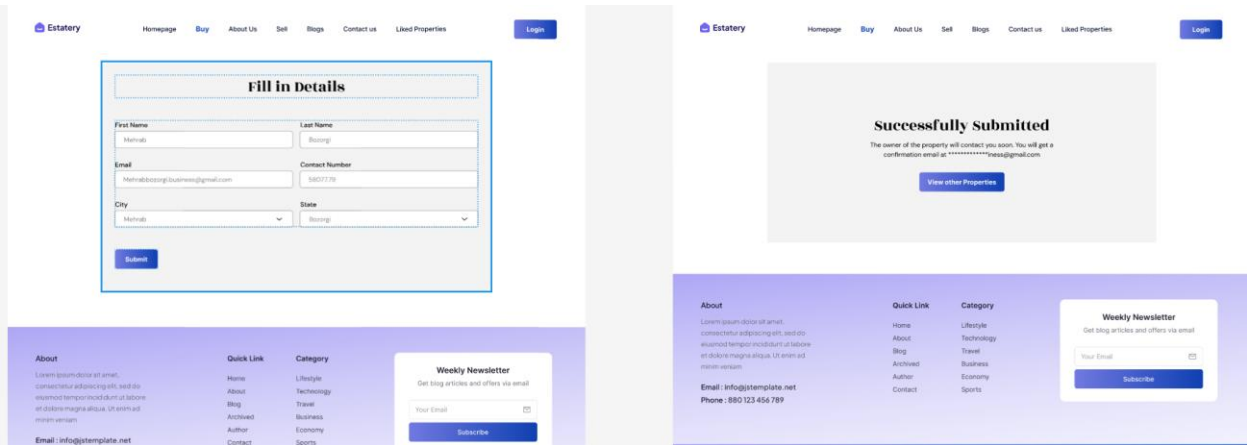 Estatery
Homepage Buy About Us Sell Blogs Contact us Liked Properties
Login
Fill in Details
First Name Last Name
Mehrab Bozorgi
Email Contact Number
Mehrabbozorgi.business@gmail.com 58077.79
City State
Mehrab Bozorgi
Submit
About
Lorem ipsum dolor sit amet,
consectetur adipiscing elit, sed do
eiusmod tempor incididunt ut labore
et dolore magna aliqua. Ut enim ad
minim veniam
Email : info@jstemplate.net
Quick Link
Home
About
Blog
Archived
Author
Contact
Category
Lifestyle
Technology
Travel
Business
Economy
Sports
Weekly Newsletter
Get blog articles and offers via email
Your Email
Subscribe
Estatery
Homepage Buy About Us Sell Blogs Contact us Liked Properties
Login
Successfully Submitted
The owner of the property will contact you soon. You will get a
confirmation email at *************iness@gmail.com
View other Properties
About
Lorem ipsum dolor sit amet,
consectetur adipiscing elit, sed do
eiusmod tempor incididunt ut labore
et dolore magna aliqua. Ut enim ad
minim veniam
Email : info@jstemplate.net
Phone : 880 123 456 789
Quick Link
Home
About
Blog
Archived
Author
Contact
Category
Lifestyle
Technology
Travel
Business
Economy
Sports
Weekly Newsletter
Get blog articles and offers via email
Your Email
Subscribe